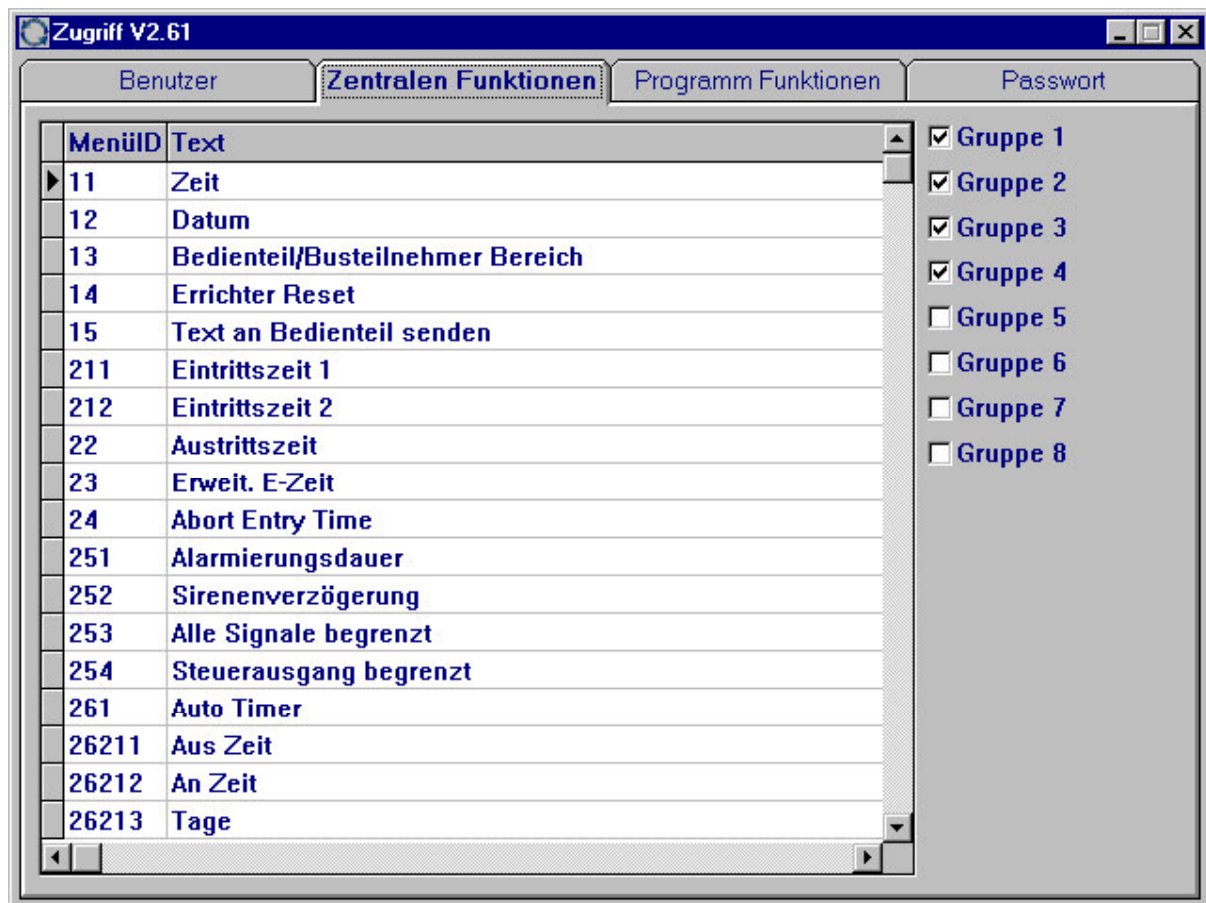 Zugriff V2.61
Benutzer Zentralen Funktionen Programm Funktionen Passwort
MenüID Text
11 Zeit
12 Datum
13 Bedienteil/Busteilnehmer Bereich
14 Errichter Reset
15 Text an Bedienteil senden
211 Eintrittszeit 1
212 Eintrittszeit 2
22 Austrittszeit
23 Erweit. E-Zeit
24 Abort Entry Time
251 Alarmierungsdauer
252 Sirenenverzögerung
253 Alle Signale begrenzt
254 Steuerausgang begrenzt
261 Auto Timer
26211 Aus Zeit
26212 An Zeit
26213 Tage
Gruppe 1
Gruppe 2
Gruppe 3
Gruppe 4
Gruppe 5
Gruppe 6
Gruppe 7
Gruppe 8